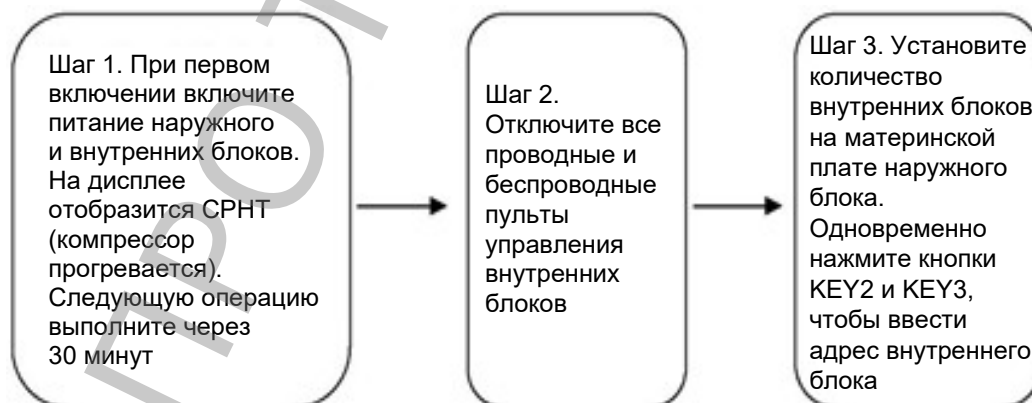 Шаг 1. При первом
включении включите
питание наружного
и внутренних блоков.
На дисплее
отобразится CPHT
(компрессор
прогревается).
Следующую операцию
выполните через
30 минут
Шаг 2.
Отключите все
проводные и
беспроводные
пульты
управления
внутренних
блоков
Шаг 3. Установите
количество
внутренних блоков
на материнской
плате наружного
блока.
Одновременно
нажмите кнопки
KEY2 и KEY3,
чтобы ввести
адрес внутреннего
блока